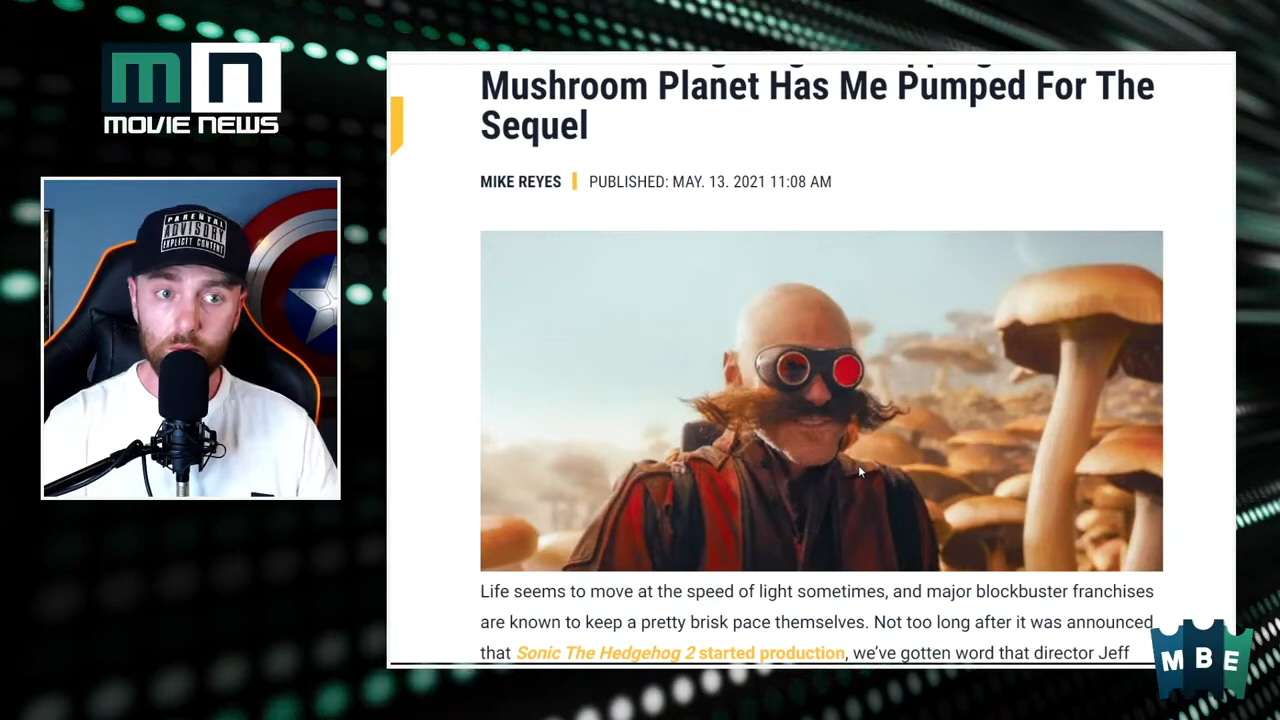 MN
MOVIE NEWS
PARENTAL
ADVISORY
EXPLICIT CONTENT
Mushroom Planet Has Me Pumped For The
Sequel
MIKE REYES PUBLISHED: MAY. 13. 2021 11:08 AM
Life seems to move at the speed of light sometimes, and major blockbuster franchises
are known to keep a pretty brisk pace themselves. Not too long after it was announced
that Sonic The Hedgehog 2 started production, we’ve gotten word that director Jeff
MBE